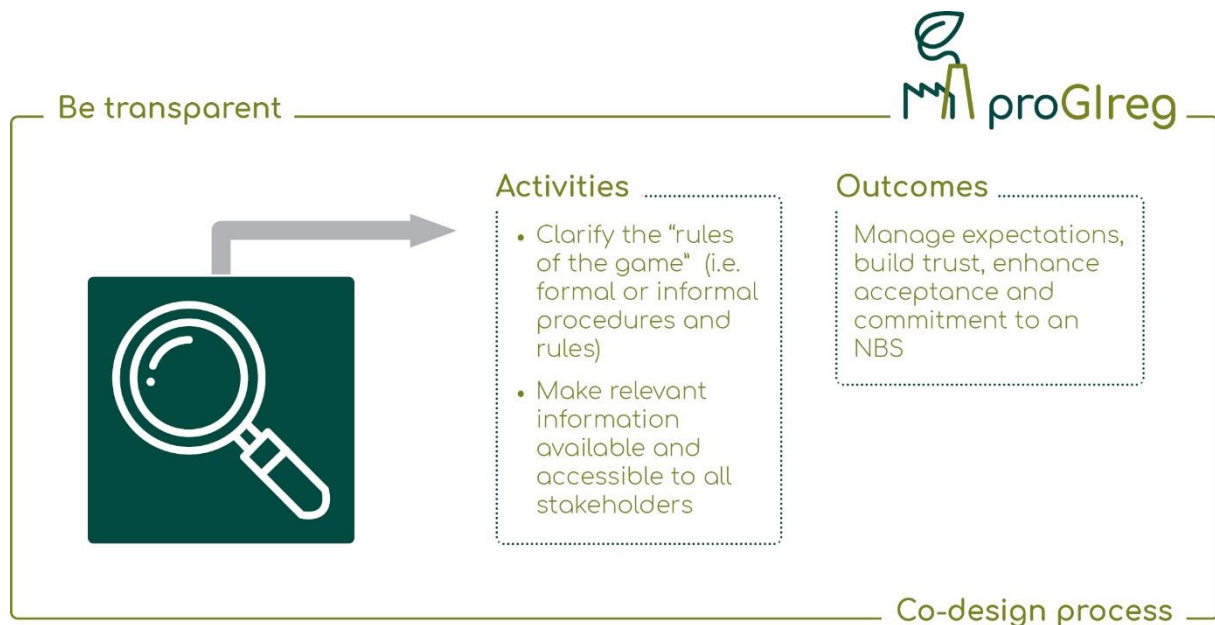 proGIreg
Be transparent
Activities
• Clarify the “rules
of the game” (i.e.
formal or informal
procedures and
rules)
• Make relevant
information
available and
accessible to all
stakeholders
Outcomes
Manage expectations,
build trust, enhance
acceptance and
commitment to an
NBS
Co-design process